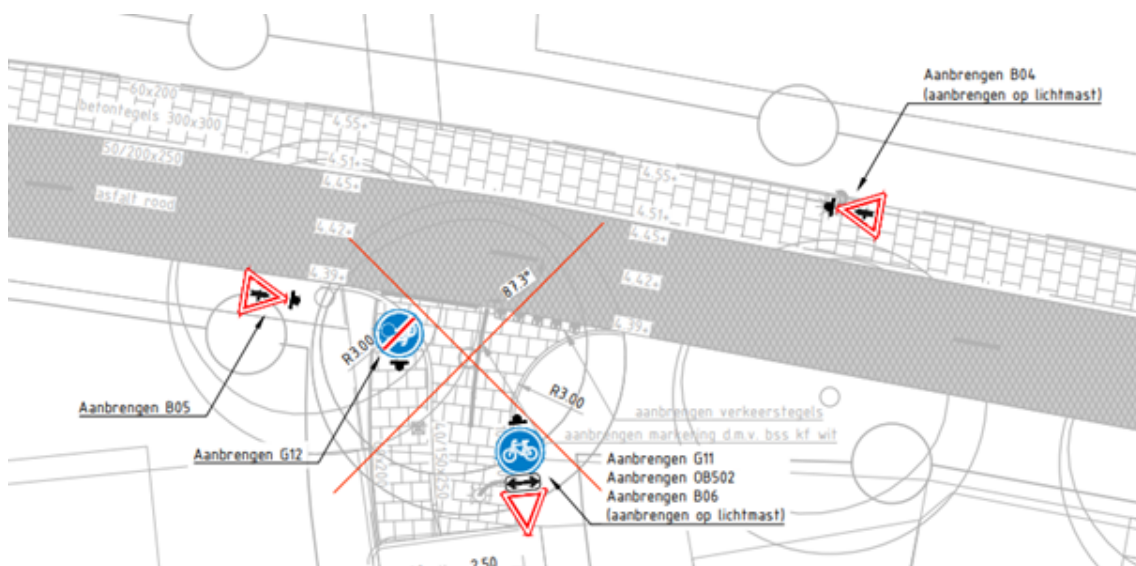 60x200
betontegels 300x300
50/200x250
asfalt rood
4.55+
4.51+
4.45+
4.42+
4.39+
4.55+
4.51+
4.45+
4.42+
4.39+
Aanbrengen B04
(aanbrengen op lichtmast)
87.3°
R3.00
R3.00
Aanbrengen B05
Aanbrengen G12
aanbrengen verkeerstegels
aanbrengen markering d.m.v. bss kf wit
Aanbrengen G11
Aanbrengen OB502
Aanbrengen B06
(aanbrengen op lichtmast)
2.50